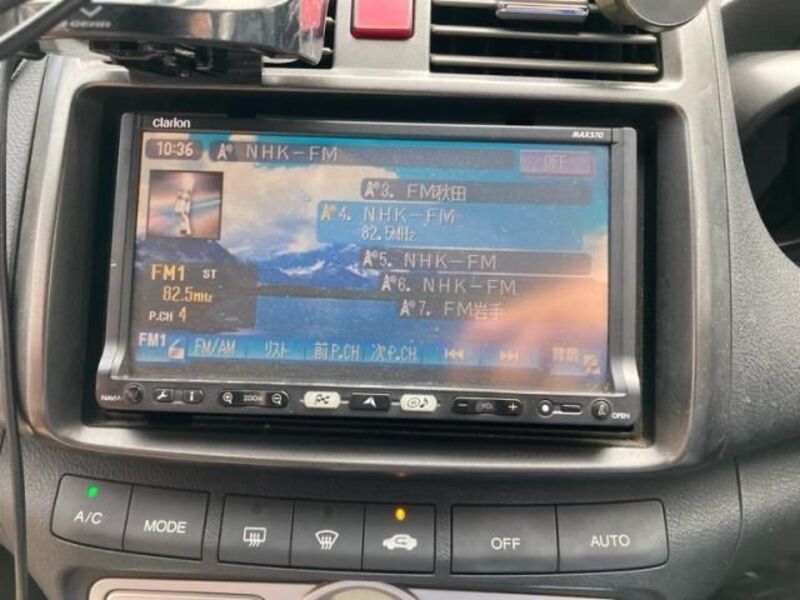 GEAR
clarion
MAX570
10:36 NHK-FM OFF
3. FM秋田
4. NHK-FM
82.5MHz
5. NHK-FM
6. NHK-FM
7. FM岩手
FM1 ST
82.5MHz
P.CH 4
FM1 FM/AM リスト 前P.CH 次P.CH 背景
NAVI ZOOM VOL OPEN
A/C MODE OFF AUTO